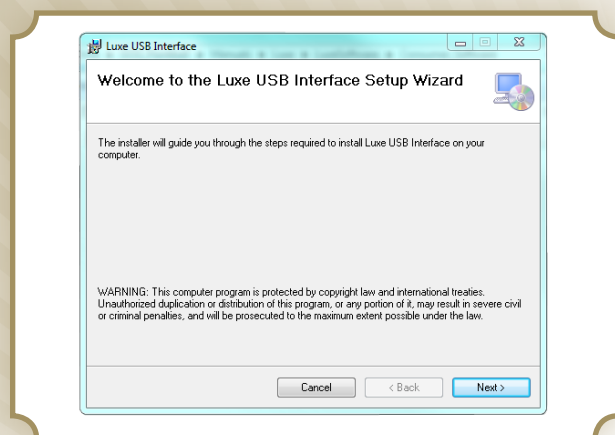 Luxe USB Interface
Welcome to the Luxe USB Interface Setup Wizard
The installer will guide you through the steps required to install Luxe USB Interface on your
computer.
WARNING: This computer program is protected by copyright law and international treaties.
Unauthorized duplication or distribution of this program, or any portion of it, may result in severe civil
or criminal penalties, and will be prosecuted to the maximum extent possible under the law.
Cancel
< Back
Next >